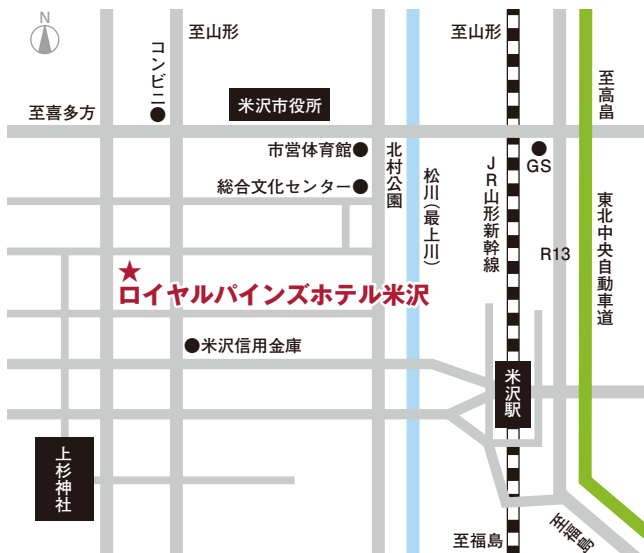 N
至山形
至山形
コンビニ
至喜多方
米沢市役所
至高畠
市営体育館
総合文化センター
北村公園
松川(最上川)
JR山形新幹線
GS
R13
東北中央自動車道
ロイヤルパインズホテル米沢
米沢信用金庫
米沢駅
上杉神社
至福島
至福島